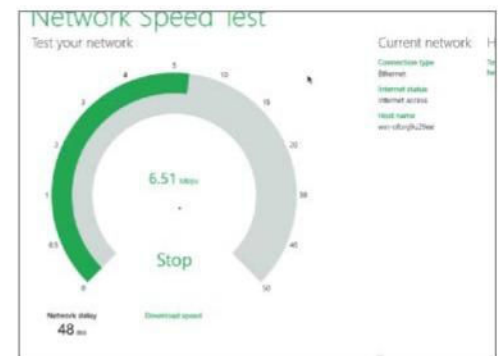 Network Speed Test
Test your network
Current network
H
Connection type
Ethernet
Internet status
Internet access
Host name
5
4
10
3
15
2
20
6.51 Mbps
1
30
0.5
40
Stop
0
50
Network delay
Download speed
48 ms